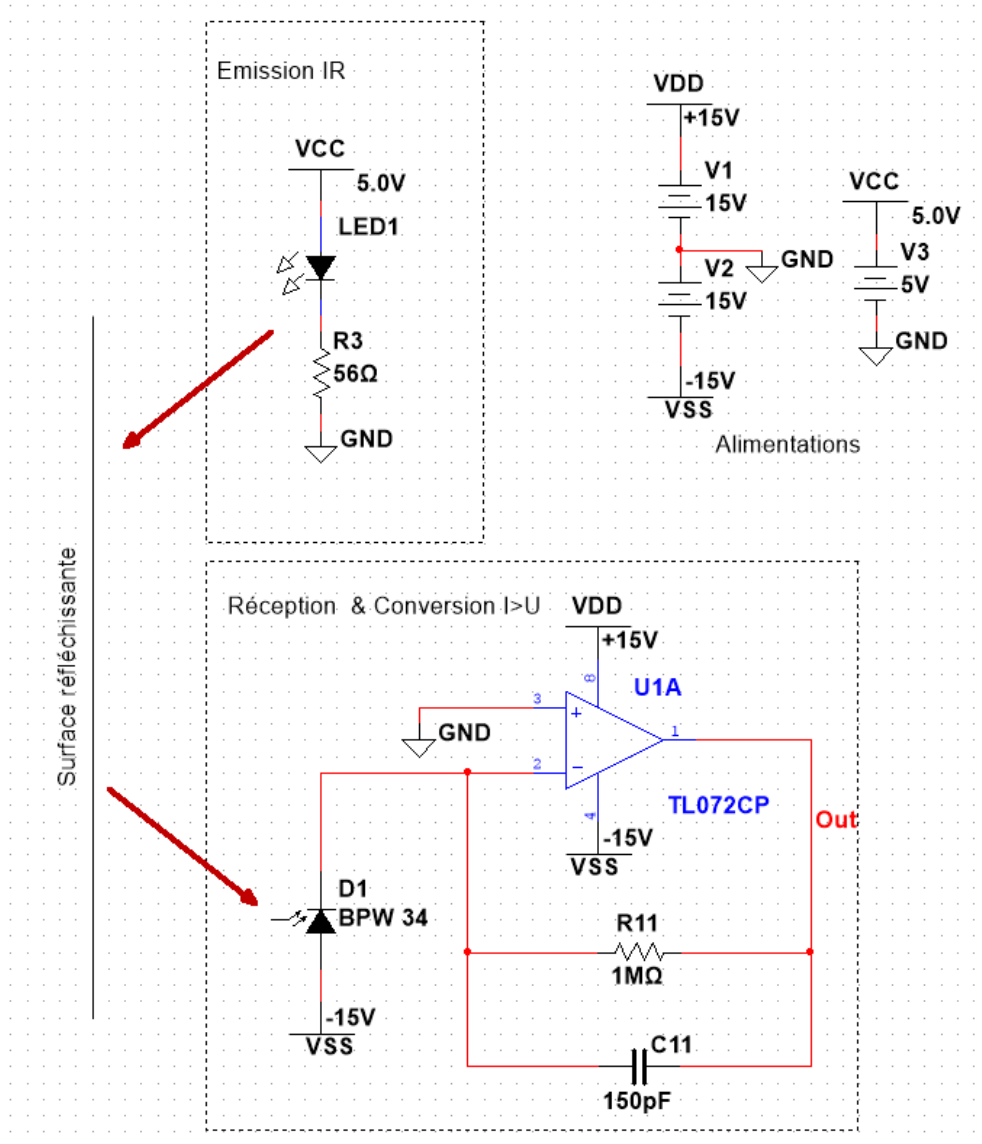 Emission IR
VCC
5.0V
LED1
R3
56Ω
GND
VDD
+15V
V1
15V
GND
V2
15V
-15V
VSS
VCC
5.0V
V3
5V
GND
Alimentations
Surface réfléchissante
Réception & Conversion I>U
VDD
+15V
8
U1A
3
+
GND
1
2
−
4
TL072CP
-15V
VSS
Out
D1
BPW 34
-15V
VSS
R11
1MΩ
C11
150pF